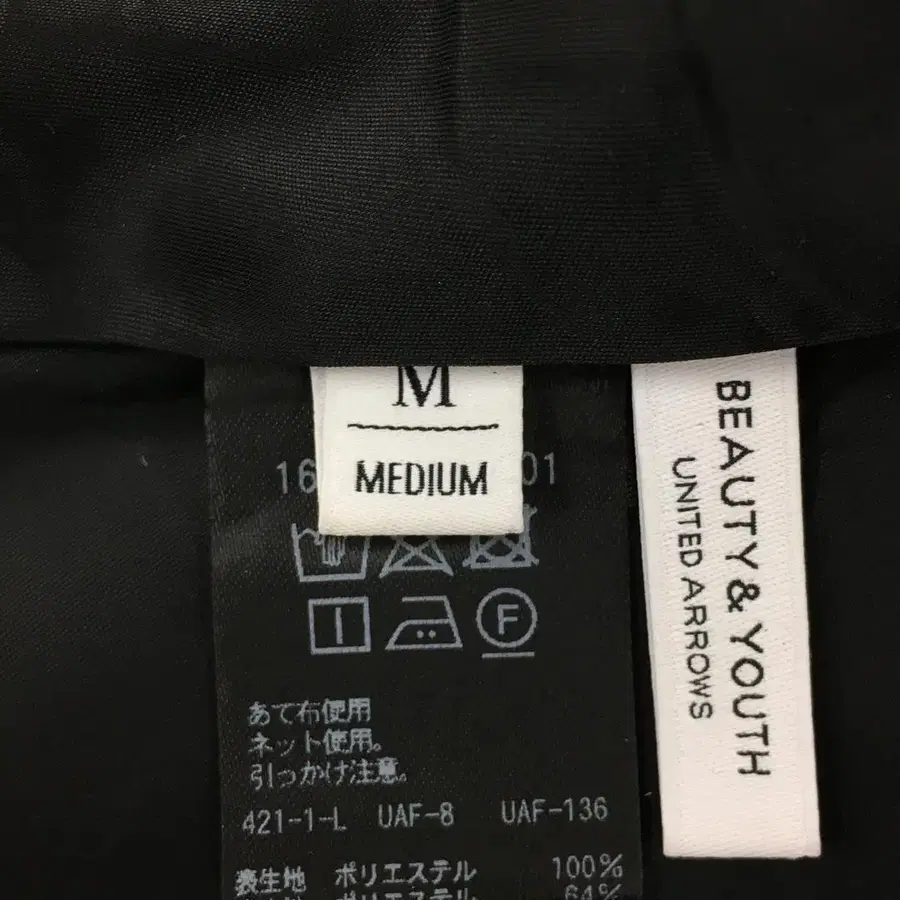 M
MEDIUM
16
01
I
F
あて布使用
ネット使用。
引っかけ注意。
421-1-L UAF-8 UAF-136
表生地 ポリエステル 100%
64%
BEAUTY & YOUTH
UNITED ARROWS